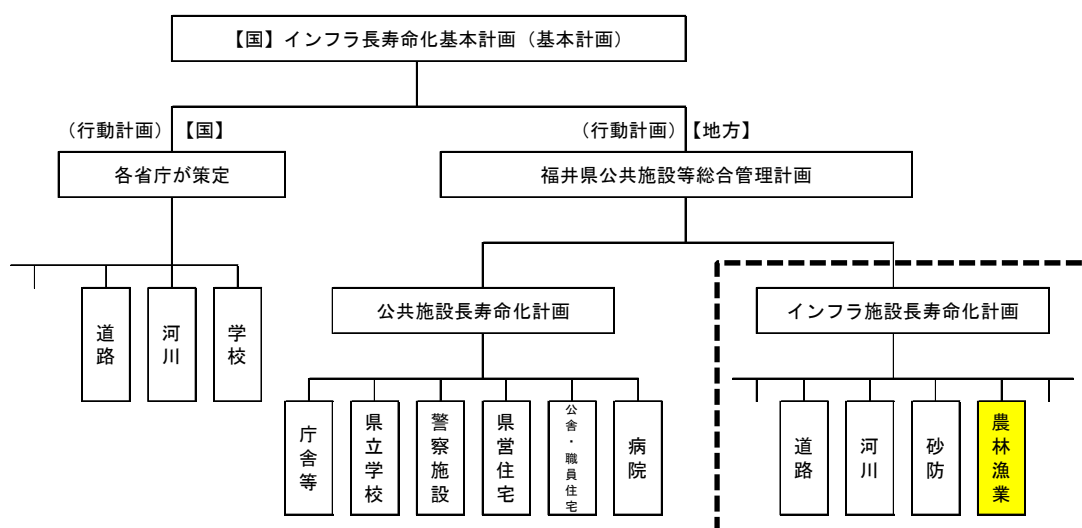 【国】インフラ長寿命化基本計画（基本計画）
（行動計画）【国】
（行動計画）【地方】
各省庁が策定
福井県公共施設等総合管理計画
公共施設長寿命化計画
インフラ施設長寿命化計画
道路
河川
学校
庁舎等
県立学校
警察施設
県営住宅
公舎・職員住宅
病院
道路
河川
砂防
農林漁業